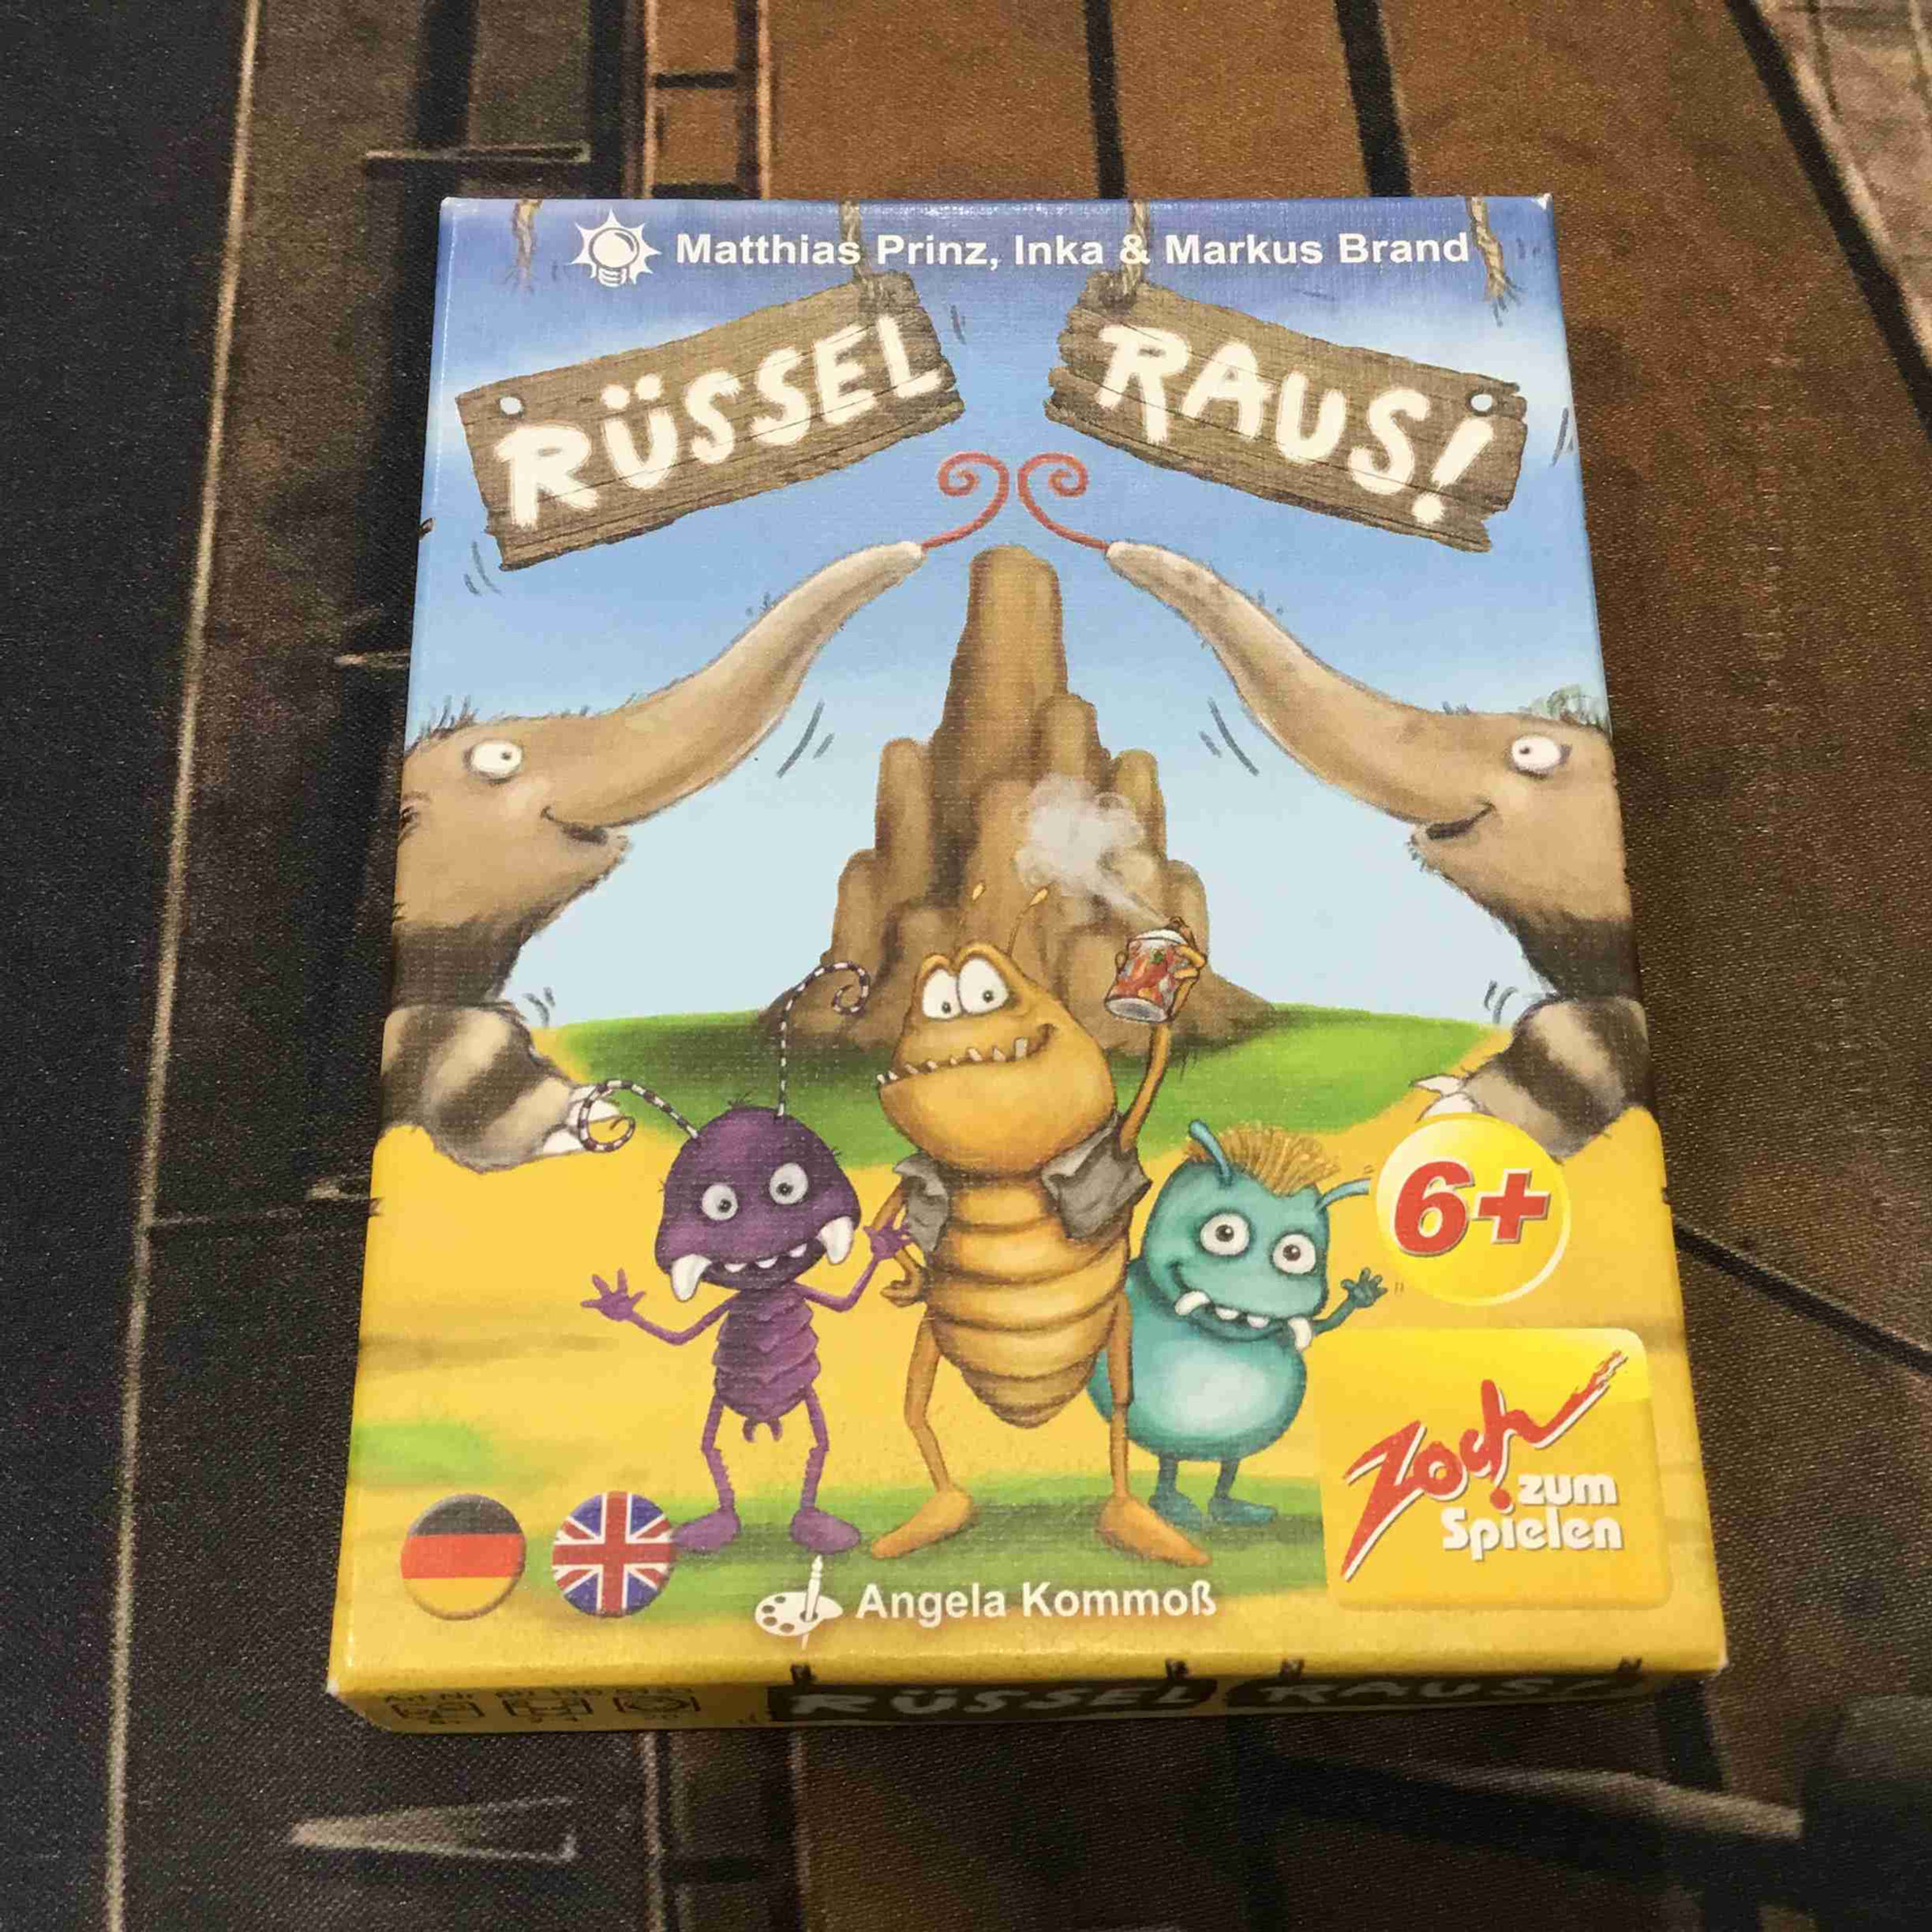 Matthias Prinz, Inka & Markus Brand
RÜSSEL RAUS!
6+
Zoch
zum
Spielen
Angela Kommoß
RÜSSEL RAUS!